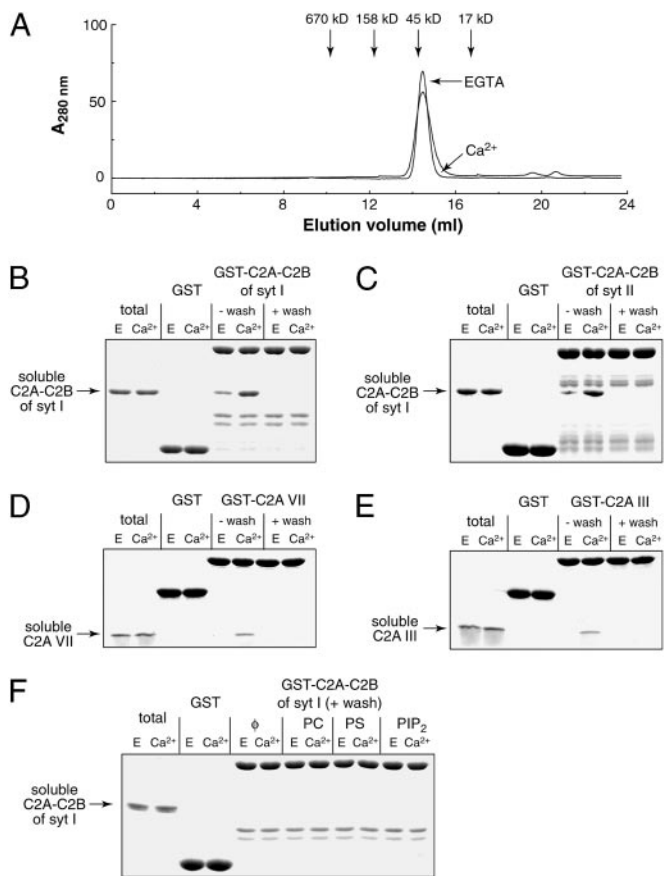 A
670 kD 158 kD 45 kD 17 kD
100
50
0
A280 nm
EGTA
Ca²⁺
0 4 8 12 16 20 24
Elution volume (ml)
B
GST-C2A-C2B
GST of syt I
total - wash + wash
E Ca²⁺ E Ca²⁺ E Ca²⁺ E Ca²⁺
soluble
C2A-C2B
of syt I
C
GST-C2A-C2B
GST of syt II
total - wash + wash
E Ca²⁺ E Ca²⁺ E Ca²⁺ E Ca²⁺
soluble
C2A-C2B
of syt I
D
GST GST-C2A VII
total - wash + wash
E Ca²⁺ E Ca²⁺ E Ca²⁺ E Ca²⁺
soluble
C2A VII
E
GST GST-C2A III
total - wash + wash
E Ca²⁺ E Ca²⁺ E Ca²⁺ E Ca²⁺
soluble
C2A III
F
GST-C2A-C2B
GST of syt I (+ wash)
total ϕ PC PS PIP₂
E Ca²⁺ E Ca²⁺ E Ca²⁺ E Ca²⁺ E Ca²⁺ E Ca²⁺
soluble
C2A-C2B
of syt I